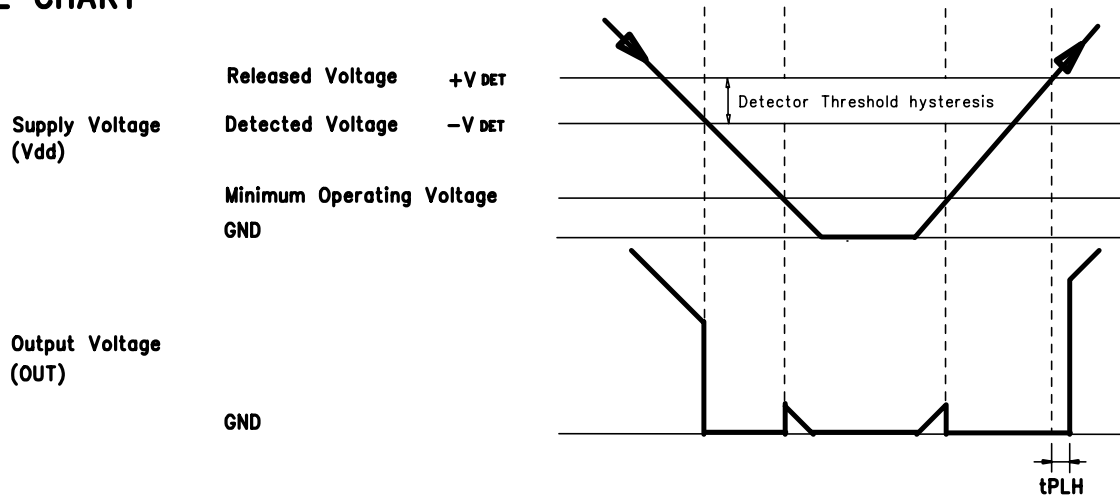 CHART
Released Voltage +V DET
Detector Threshold hysteresis
Supply Voltage
(Vdd)
Detected Voltage -V DET
Minimum Operating Voltage
GND
Output Voltage
(OUT)
GND
tPLH